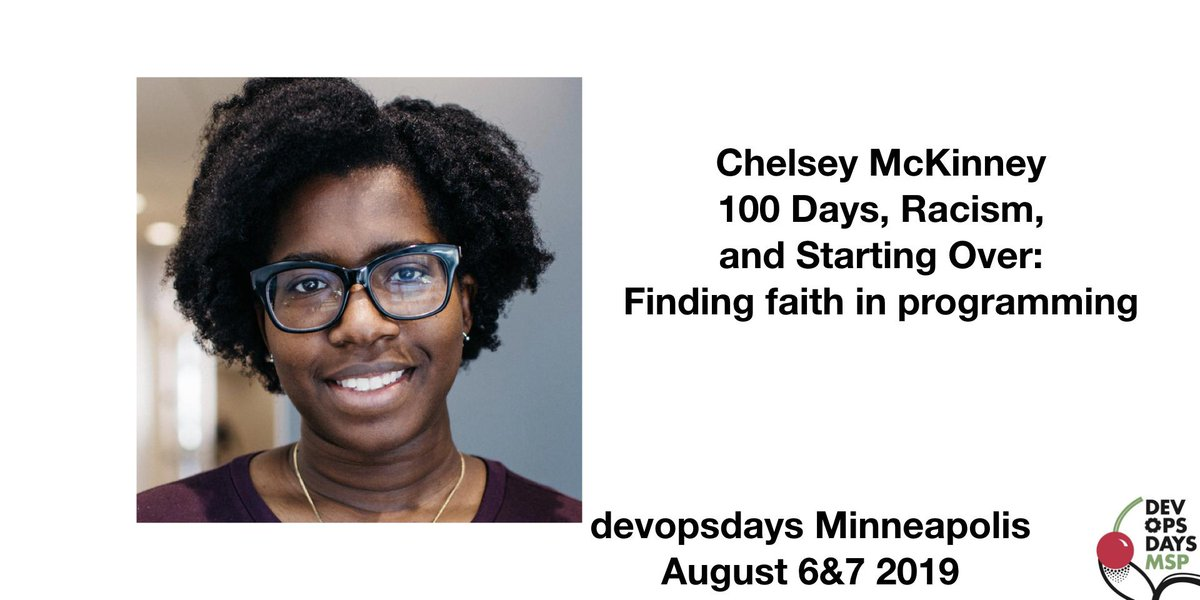 Chelsey McKinney
100 Days, Racism,
and Starting Over:
Finding faith in programming
devopsdays Minneapolis
August 6&7 2019
DEV
OPS
DAYS
MSP